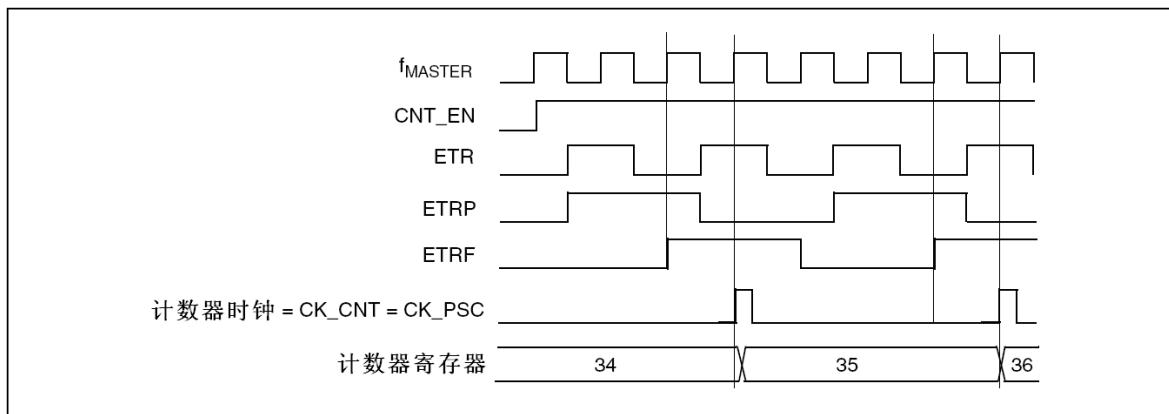 fMASTER
CNT_EN
ETR
ETRP
ETRF
计数器时钟 = CK_CNT = CK_PSC
计数器寄存器 34 35 36